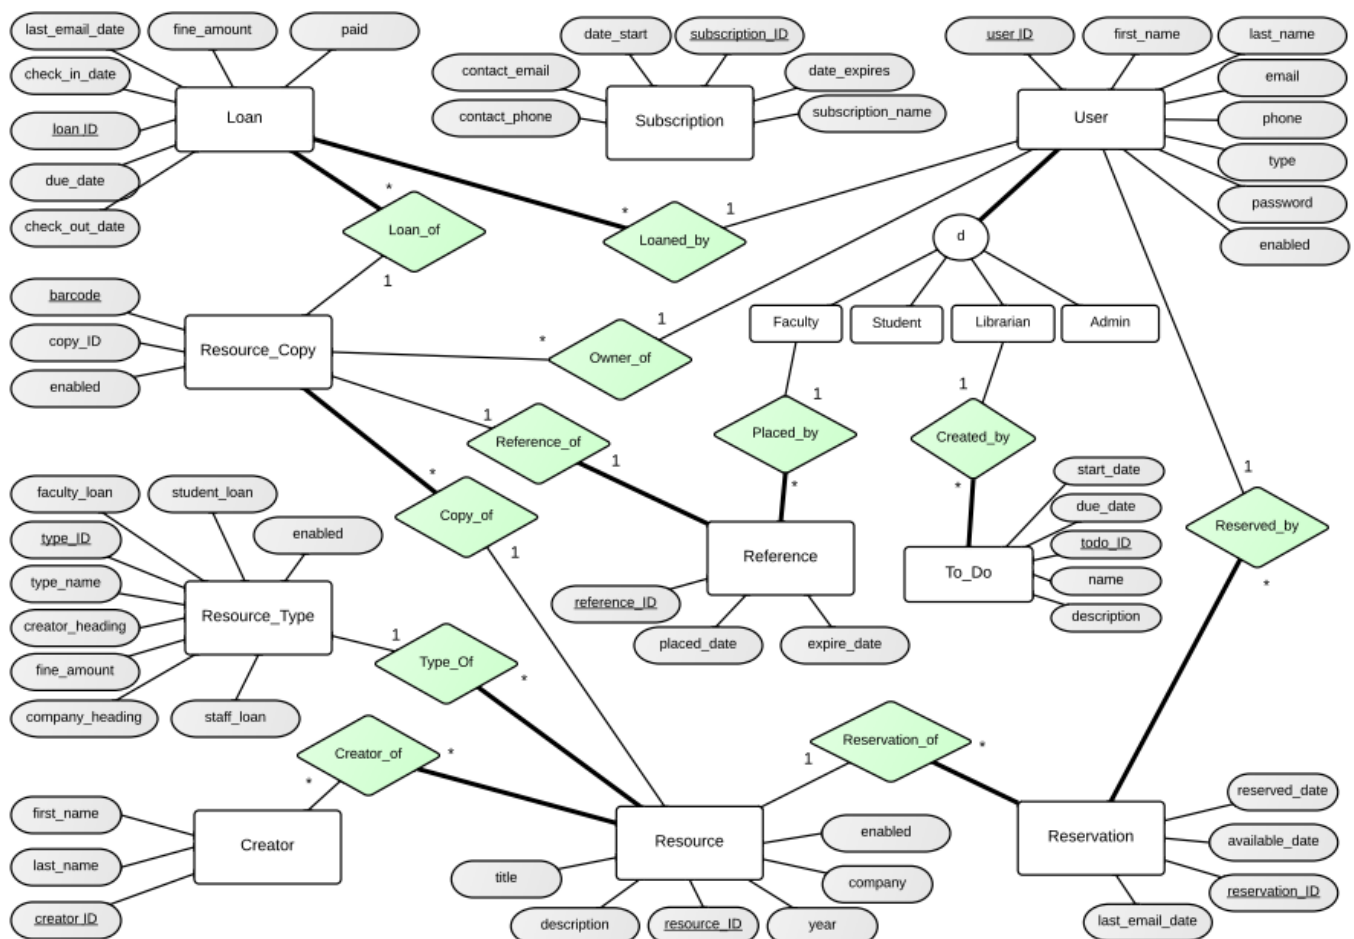 last_email_date
fine_amount
paid
check_in_date
loan ID
due_date
check_out_date
Loan
date_start
subscription_ID
contact_email
date_expires
contact_phone
subscription_name
Subscription
user ID
first_name
last_name
email
phone
type
password
enabled
User
*
Loan_of
1
*
1
Loaned_by
d
barcode
copy_ID
enabled
Resource_Copy
*
1
Owner_of
Faculty
Student
Librarian
Admin
1
Reference_of
1
1
Placed_by
*
1
Created_by
*
*
Copy_of
1
1
Reserved_by
*
faculty_loan
student_loan
type_ID
enabled
type_name
creator_heading
fine_amount
company_heading
staff_loan
Resource_Type
Reference
reference_ID
placed_date
expire_date
start_date
due_date
todo_ID
name
description
To_Do
1
Type_Of
*
Creator_of
*
*
1
Reservation_of
*
first_name
last_name
creator ID
Creator
Resource
title
description
resource_ID
year
company
enabled
Reservation
reserved_date
available_date
reservation_ID
last_email_date